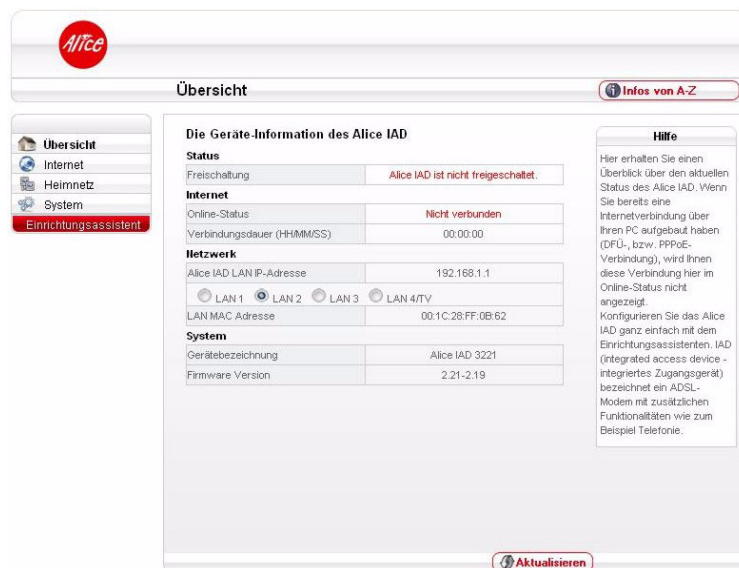 Alice
Übersicht
Infos von A-Z
Übersicht
Internet
Heimnetz
System
Einrichtungsassistent
Die Geräte-Information des Alice IAD
Status
Freischaltung Alice IAD ist nicht freigeschaltet.
Internet
Online-Status Nicht verbunden
Verbindungsdauer (HH/MM/SS) 00:00:00
Netzwerk
Alice IAD LAN IP-Adresse 192.168.1.1
LAN 1 LAN 2 LAN 3 LAN 4/TV
LAN MAC Adresse 00:1C:28:FF:0B:62
System
Gerätebezeichnung Alice IAD 3221
Firmware Version 2.21-2.19
Hilfe
Hier erhalten Sie einen
Überblick über den aktuellen
Status des Alice IAD. Wenn
Sie bereits eine
Internetverbindung über
Ihren PC aufgebaut haben
(DFÜ-, bzw. PPPoE-
Verbindung), wird Ihnen
diese Verbindung hier im
Online-Status nicht
angezeigt.
Konfigurieren Sie das Alice
IAD ganz einfach mit dem
Einrichtungsassistenten. IAD
(integrated access device -
integriertes Zugangsgerät)
bezeichnet ein ADSL-
Modem mit zusätzlichen
Funktionalitäten wie zum
Beispiel Telefonie.
Aktualisieren